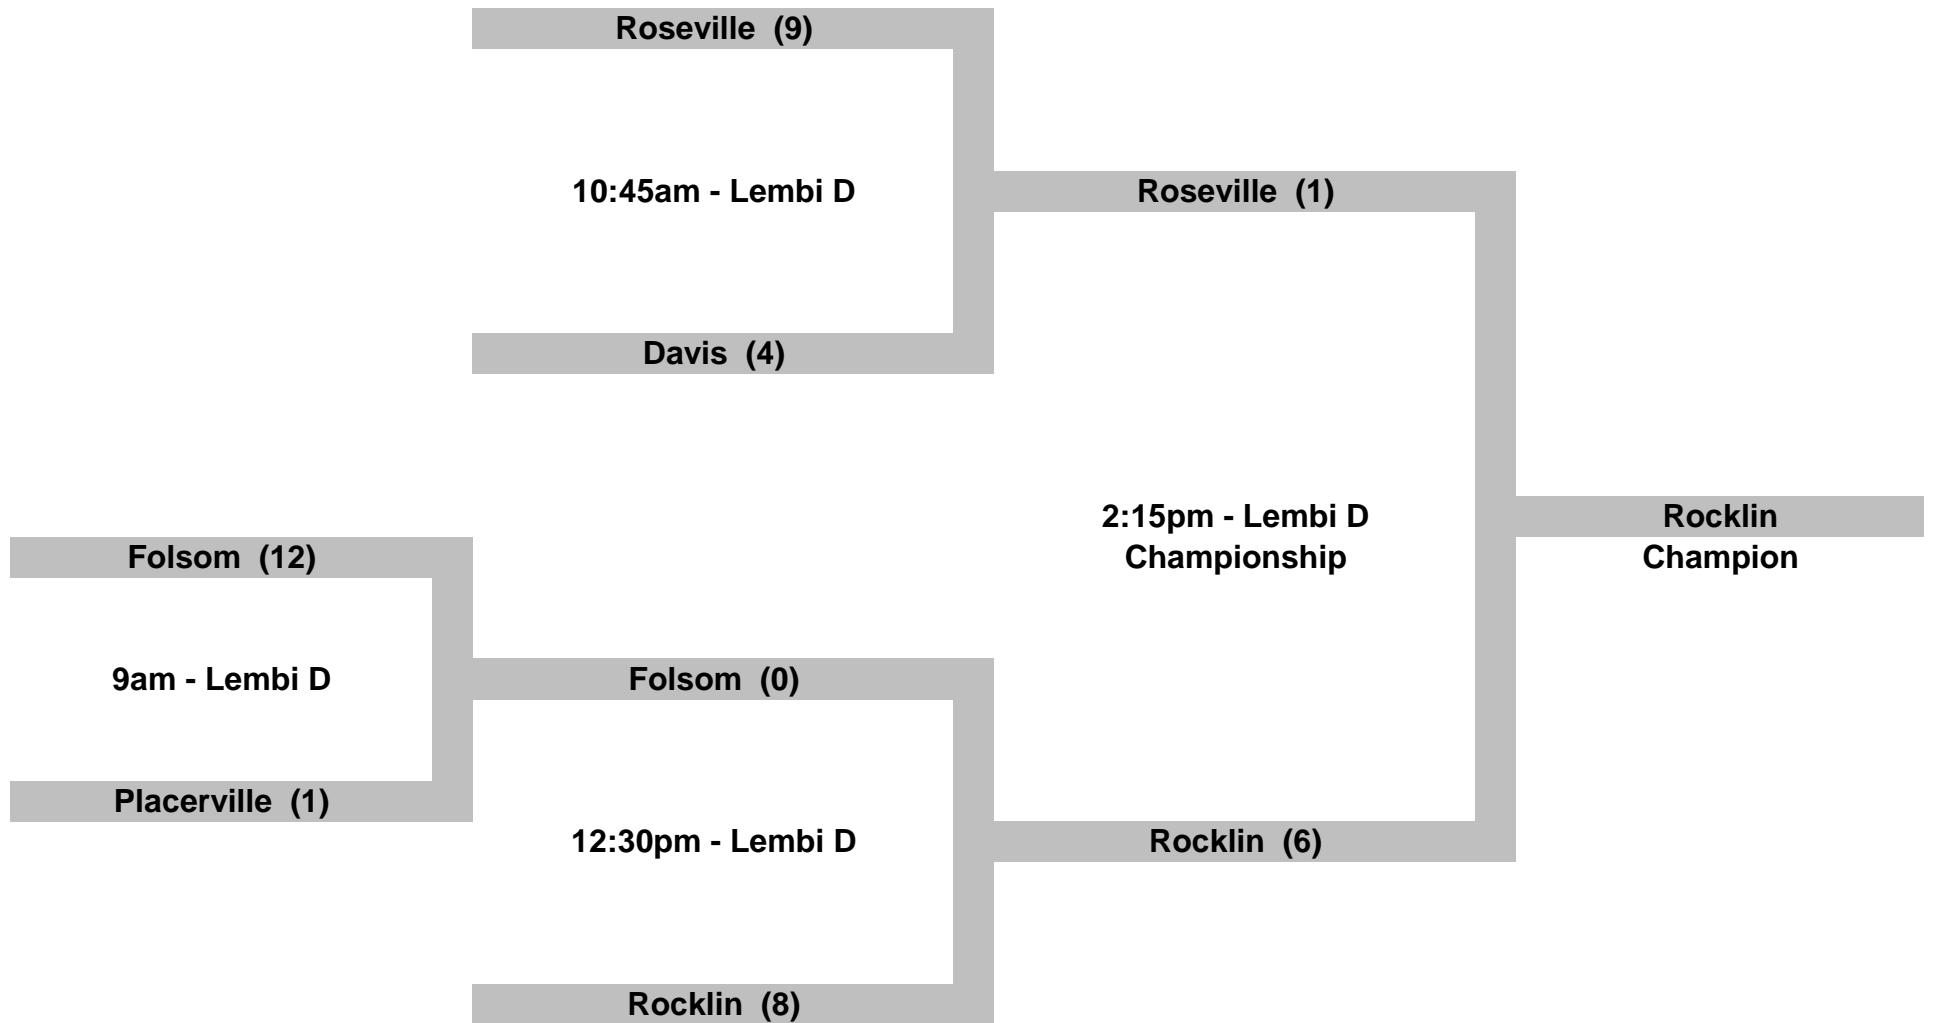 Roseville (9)
10:45am - Lembi D
Roseville (1)
Davis (4)
2:15pm - Lembi D
Championship
Rocklin
Champion
Folsom (12)
9am - Lembi D
Folsom (0)
Placerville (1)
12:30pm - Lembi D
Rocklin (6)
Rocklin (8)